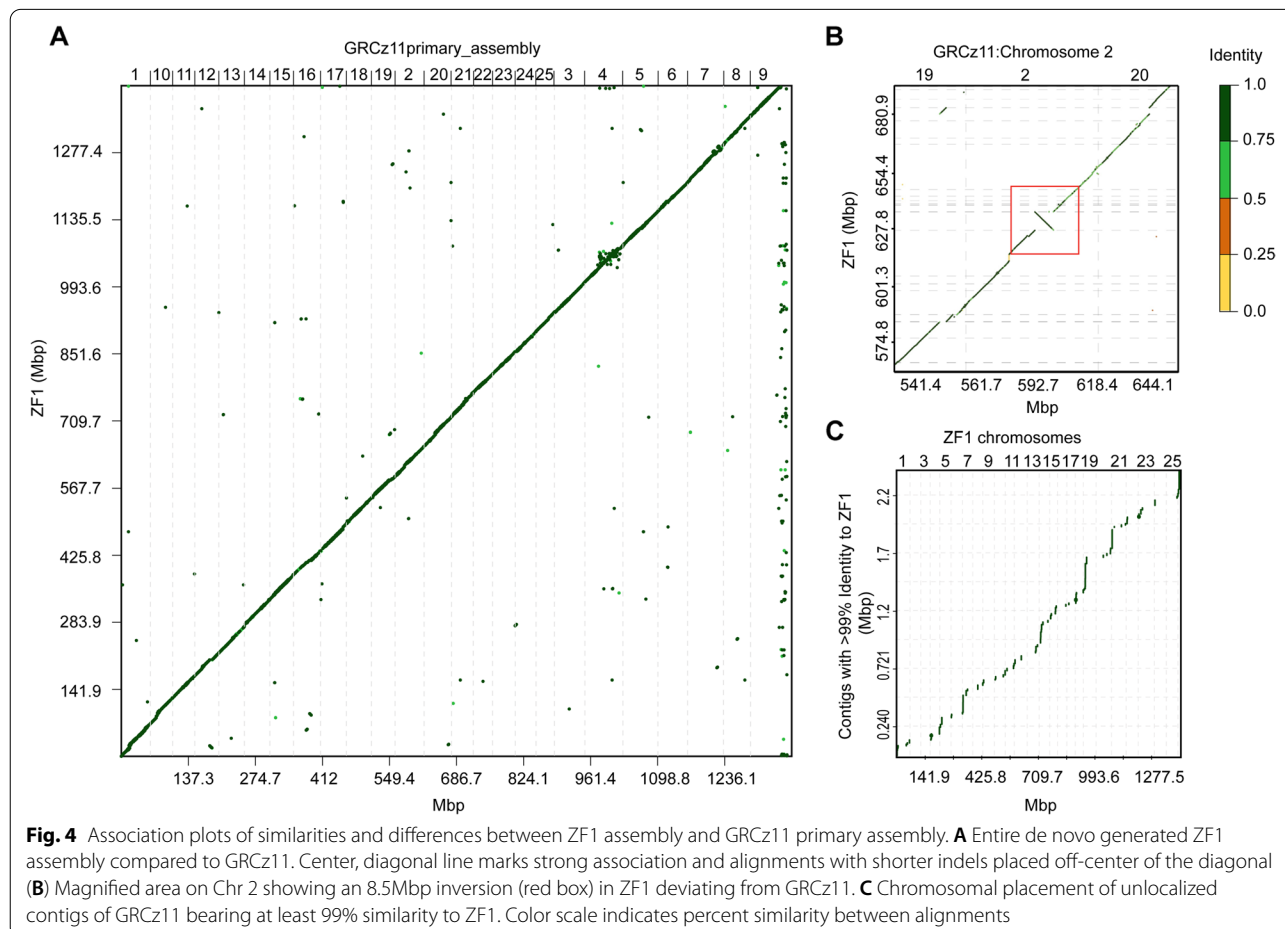 A
GRCz11primary_assembly
1 10 11 12 13 14 15 16 17 18 19 2 20 21 22 23 24 25 3 4 5 6 7 8 9
ZF1 (Mbp)
1277.4
1135.5
993.6
851.6
709.7
567.7
425.8
283.9
141.9
137.3 274.7 412 549.4 686.7 824.1 961.4 1098.8 1236.1
Mbp
B
GRCz11:Chromosome 2
19 2 20
ZF1 (Mbp)
680.9
654.4
627.8
601.3
574.8
541.4 561.7 592.7 618.4 644.1
Mbp
Identity
1.0
0.75
0.5
0.25
0.0
C
ZF1 chromosomes
1 3 5 7 9 11 13 15 17 19 21 23 25
Contigs with >99% Identity to ZF1
(Mbp)
2.2
1.7
1.2
0.721
0.240
141.9 425.8 709.7 993.6 1277.5
Mbp
Fig. 4 Association plots of similarities and differences between ZF1 assembly and GRCz11 primary assembly. A Entire de novo generated ZF1
assembly compared to GRCz11. Center, diagonal line marks strong association and alignments with shorter indels placed off-center of the diagonal
(B) Magnified area on Chr 2 showing an 8.5Mbp inversion (red box) in ZF1 deviating from GRCz11. C Chromosomal placement of unlocalized
contigs of GRCz11 bearing at least 99% similarity to ZF1. Color scale indicates percent similarity between alignments